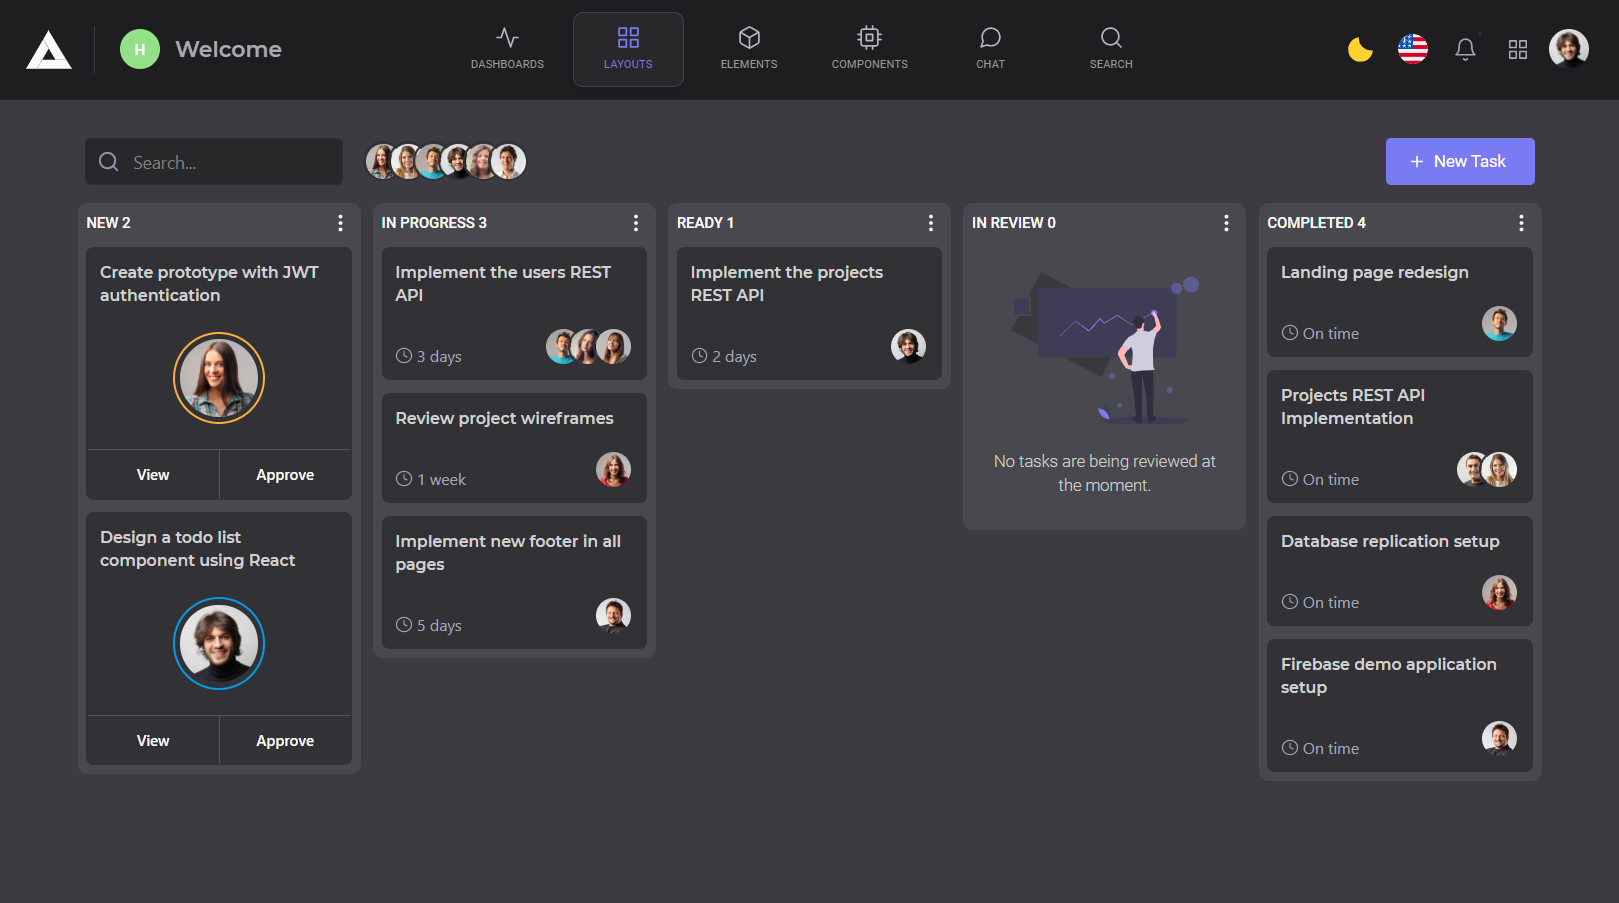 H
Welcome
DASHBOARDS
LAYOUTS
ELEMENTS
COMPONENTS
CHAT
SEARCH
Search...
+ New Task
NEW 2
Create prototype with JWT
authentication
View
Approve
Design a todo list
component using React
View
Approve
IN PROGRESS 3
Implement the users REST
API
3 days
Review project wireframes
1 week
Implement new footer in all
pages
5 days
READY 1
Implement the projects
REST API
2 days
IN REVIEW 0
No tasks are being reviewed at
the moment.
COMPLETED 4
Landing page redesign
On time
Projects REST API
Implementation
On time
Database replication setup
On time
Firebase demo application
setup
On time